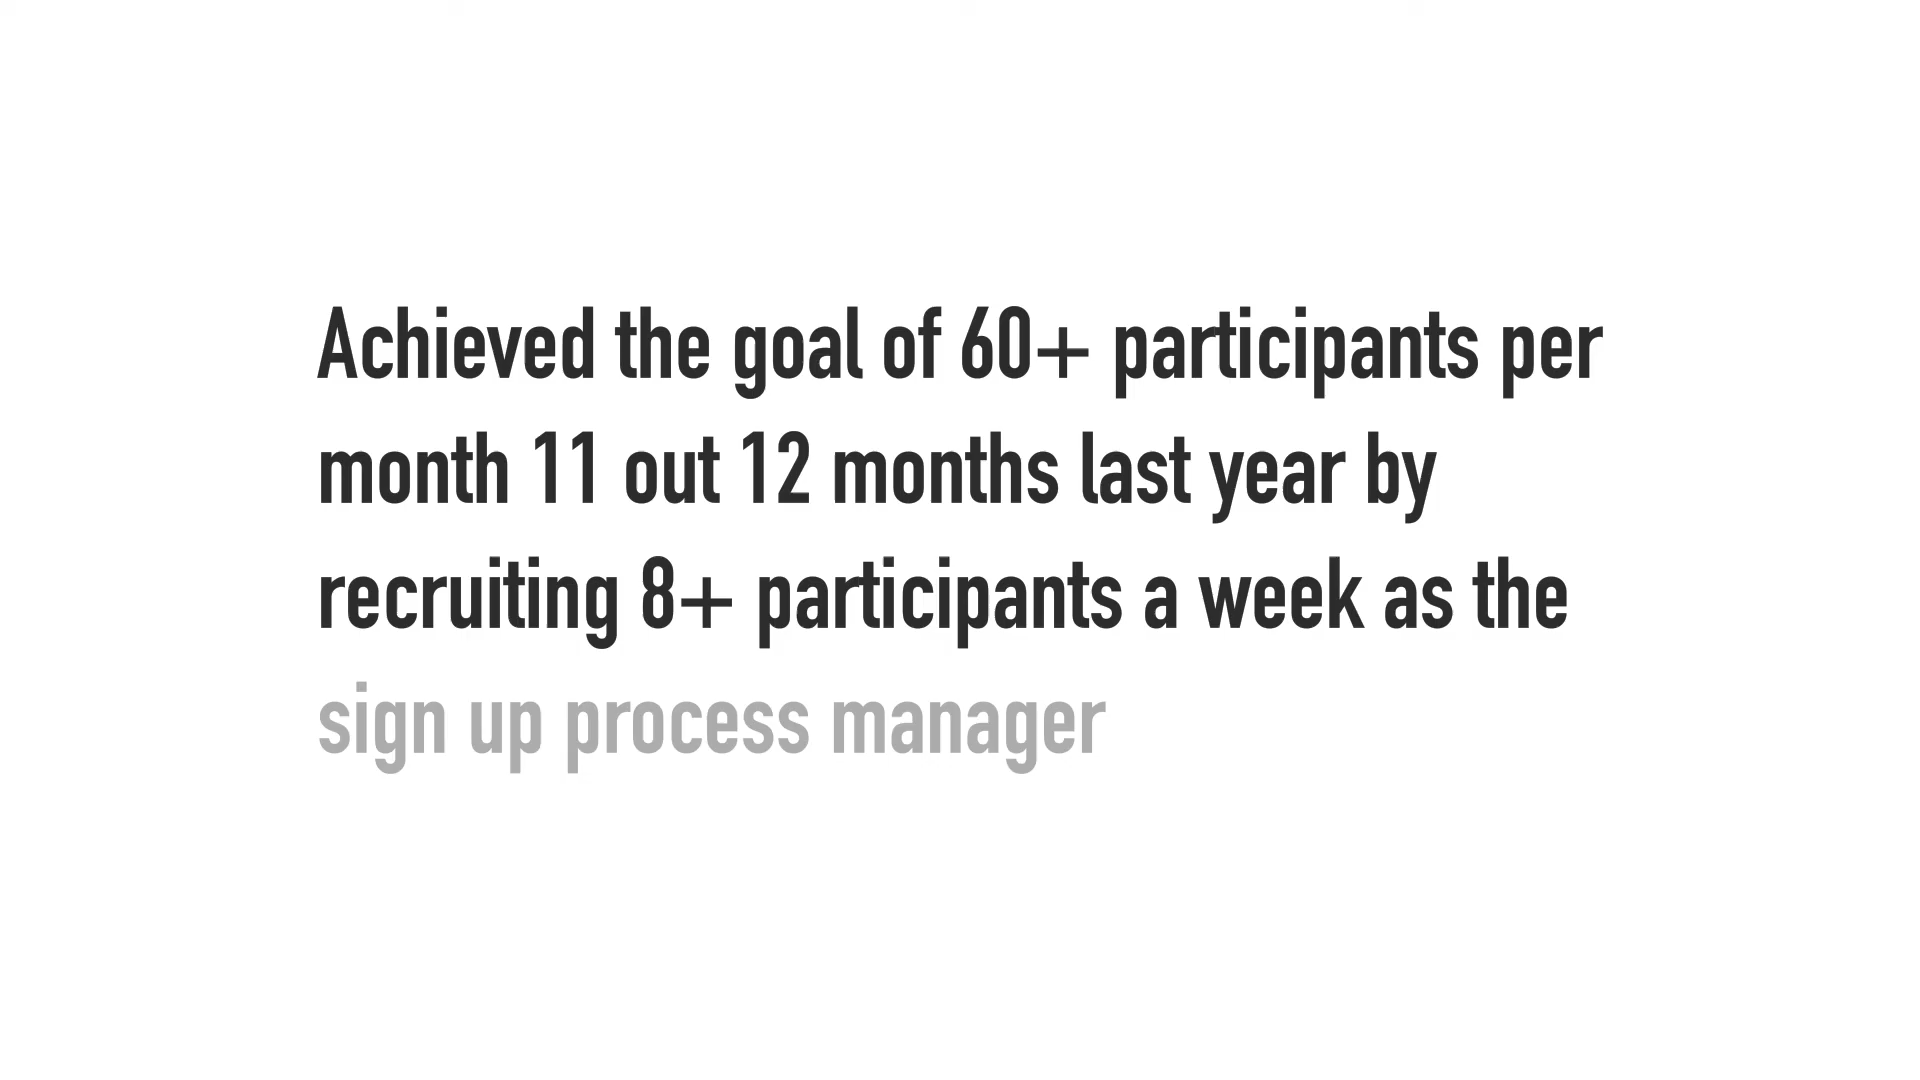 Achieved the goal of 60+ participants per
month 11 out 12 months last year by
recruiting 8+ participants a week as the
sign up process manager